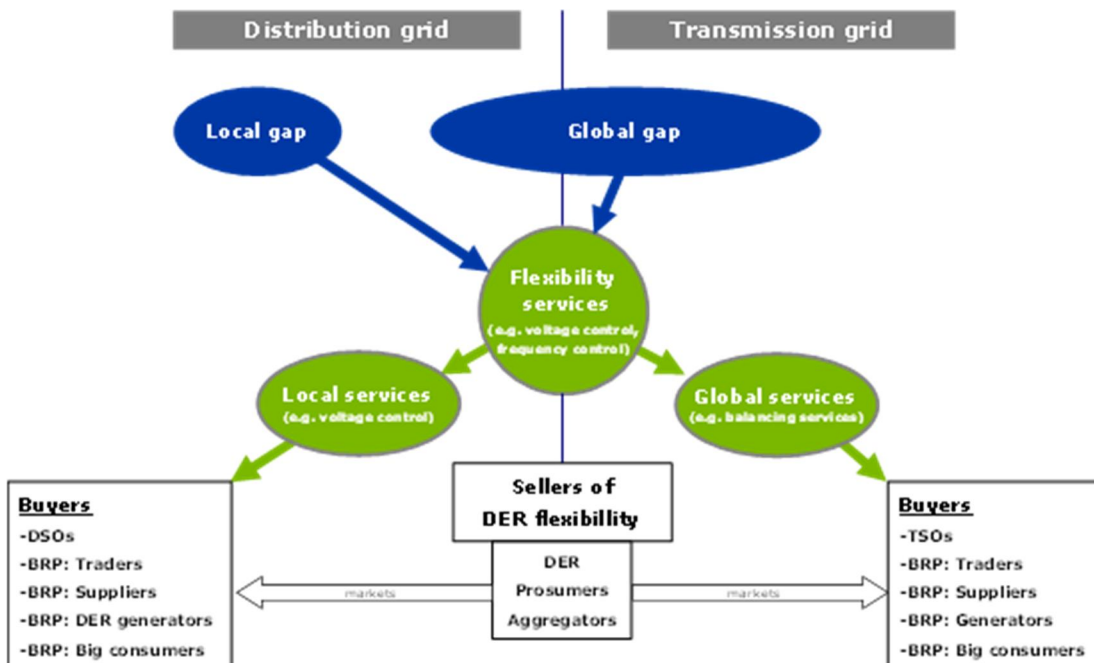 Distribution grid
Transmission grid
Local gap
Global gap
Flexibility
services
(e.g. voltage control,
frequency control)
Local services
(e.g. voltage control)
Global services
(e.g. balancing services)
Sellers of
DER flexibillity
Buyers
-DSOs
-BRP: Traders
-BRP: Suppliers
-BRP: DER generators
-BRP: Big consumers
markets
DER
Prosumers
Aggregators
markets
Buyers
-TSOs
-BRP: Traders
-BRP: Suppliers
-BRP: Generators
-BRP: Big consumers